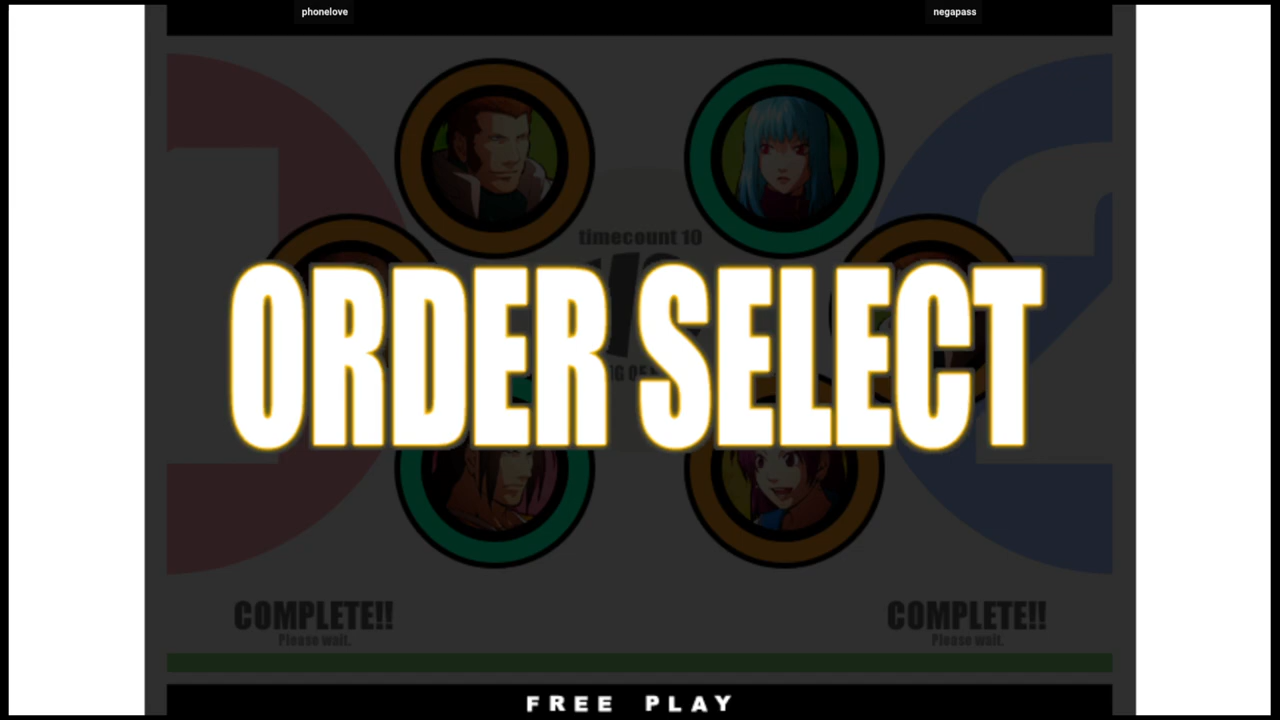 phonelove
negapass
timecount 10
ORDER SELECT
COMPLETE!!
Please wait.
COMPLETE!!
Please wait.
FREE PLAY